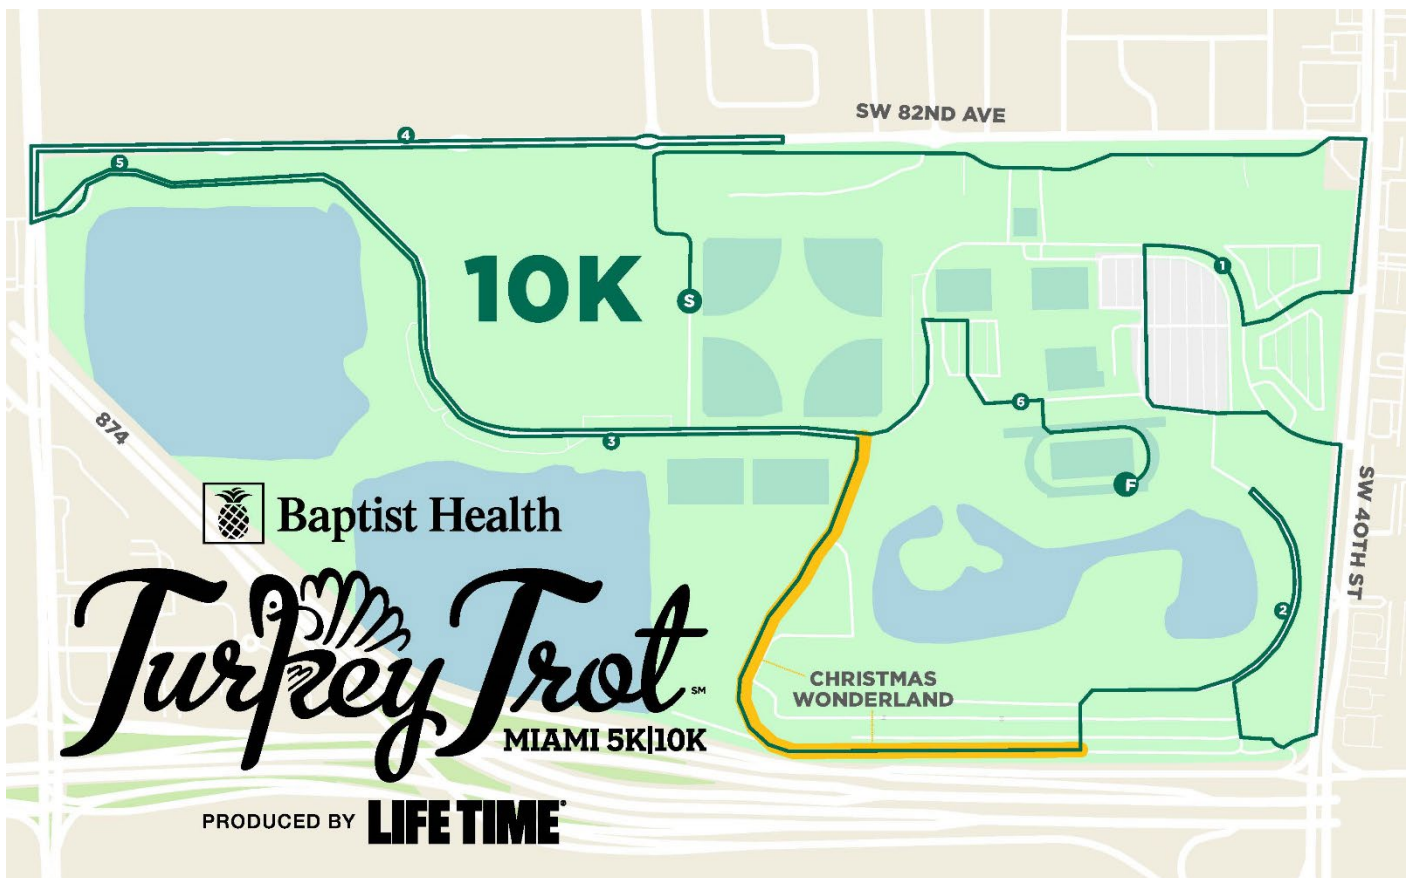 SW 82ND AVE
4
5
1
10K
S
874
6
3
F
SW 40TH ST
Baptist Health
2
Turkey Trot
SM
CHRISTMAS
WONDERLAND
MIAMI 5K|10K
PRODUCED BY LIFE TIME®